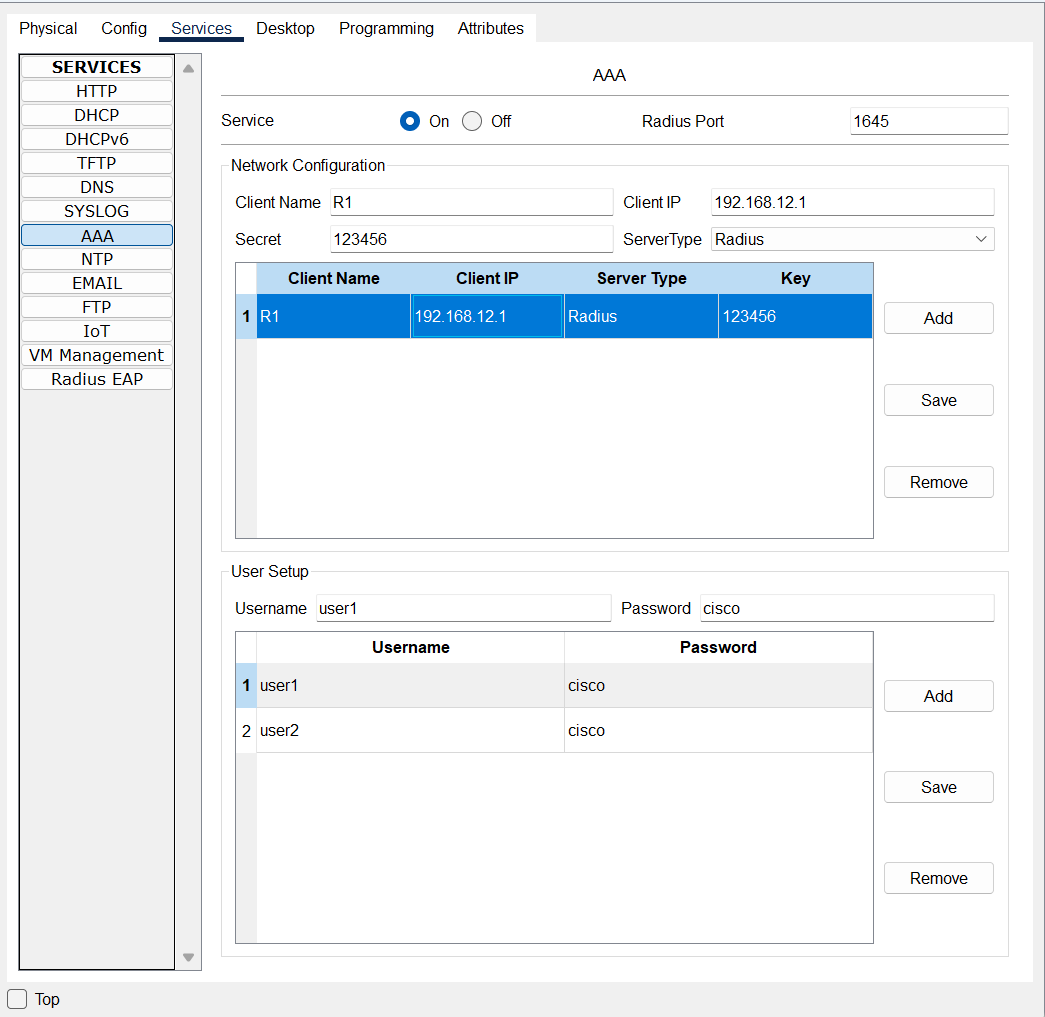 Physical Config Services Desktop Programming Attributes
SERVICES
HTTP
DHCP
DHCPv6
TFTP
DNS
SYSLOG
AAA
NTP
EMAIL
FTP
IoT
VM Management
Radius EAP
AAA
Service On Off Radius Port 1645
Network Configuration
Client Name R1 Client IP 192.168.12.1
Secret 123456 ServerType Radius
Client Name Client IP Server Type Key
1 R1 192.168.12.1 Radius 123456
Add
Save
Remove
User Setup
Username user1 Password cisco
Username Password
1 user1 cisco
2 user2 cisco
Add
Save
Remove
Top